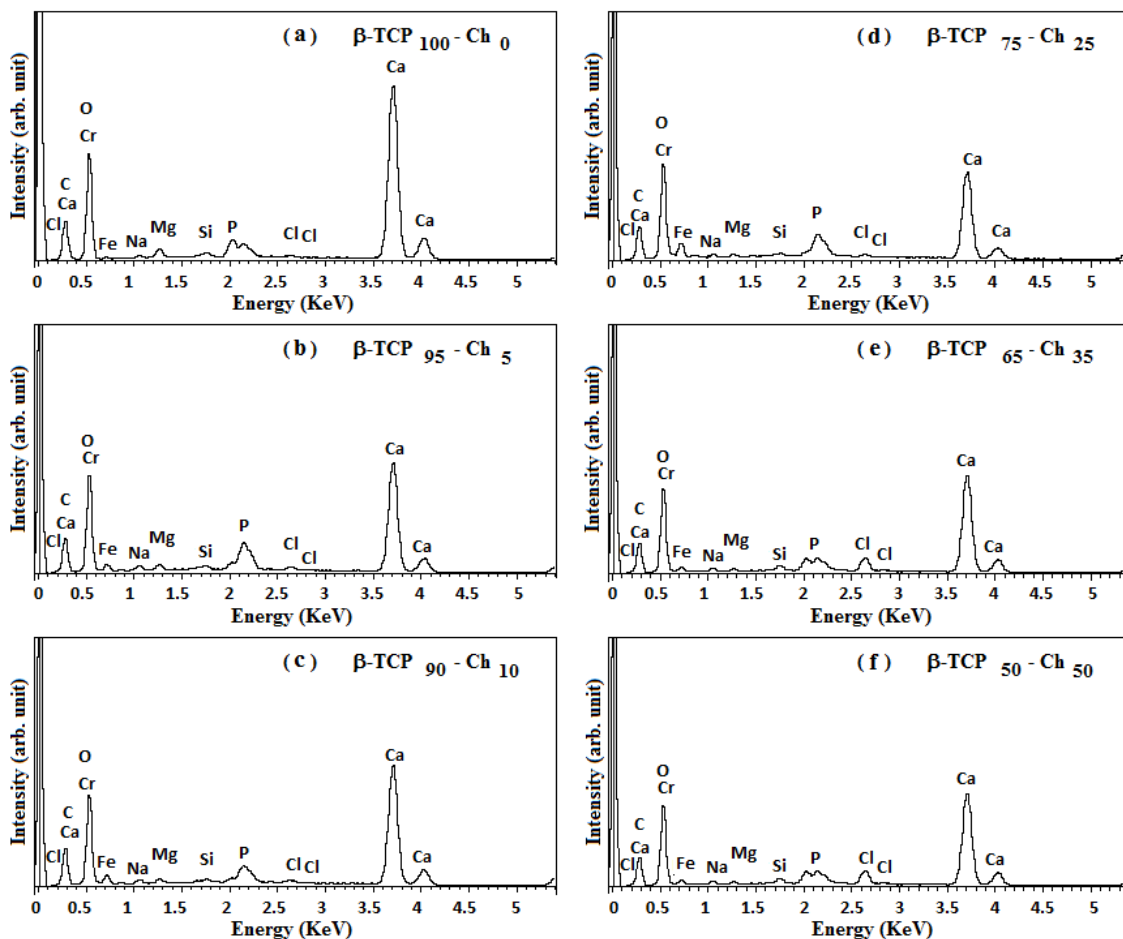 Intensity (arb. unit)
( a ) β-TCP 100 - Ch 0
Ca
O
Cr
C
Ca
Cl
Fe
Na
Mg
Si
P
Cl
Cl
Ca
0 0.5 1 1.5 2 2.5 3 3.5 4 4.5 5
Energy (KeV)
Intensity (arb. unit)
( d ) β-TCP 75 - Ch 25
O
Cr
C
Ca
Cl
Fe
Na
Mg
Si
P
Cl
Cl
Ca
Ca
0 0.5 1 1.5 2 2.5 3 3.5 4 4.5 5
Energy (KeV)
Intensity (arb. unit)
( b ) β-TCP 95 - Ch 5
O
Cr
C
Ca
Cl
Fe
Na
Mg
Si
P
Cl
Cl
Ca
Ca
0 0.5 1 1.5 2 2.5 3 3.5 4 4.5 5
Energy (KeV)
Intensity (arb. unit)
( e ) β-TCP 65 - Ch 35
O
Cr
C
Ca
Cl
Fe
Na
Mg
Si
P
Cl
Cl
Ca
Ca
0 0.5 1 1.5 2 2.5 3 3.5 4 4.5 5
Energy (KeV)
Intensity (arb. unit)
( c ) β-TCP 90 - Ch 10
O
Cr
C
Ca
Cl
Fe
Na
Mg
Si
P
Cl
Cl
Ca
Ca
0 0.5 1 1.5 2 2.5 3 3.5 4 4.5 5
Energy (KeV)
Intensity (arb. unit)
( f ) β-TCP 50 - Ch 50
O
Cr
C
Ca
Cl
Fe
Na
Mg
Si
P
Cl
Cl
Ca
Ca
0 0.5 1 1.5 2 2.5 3 3.5 4 4.5 5
Energy (KeV)